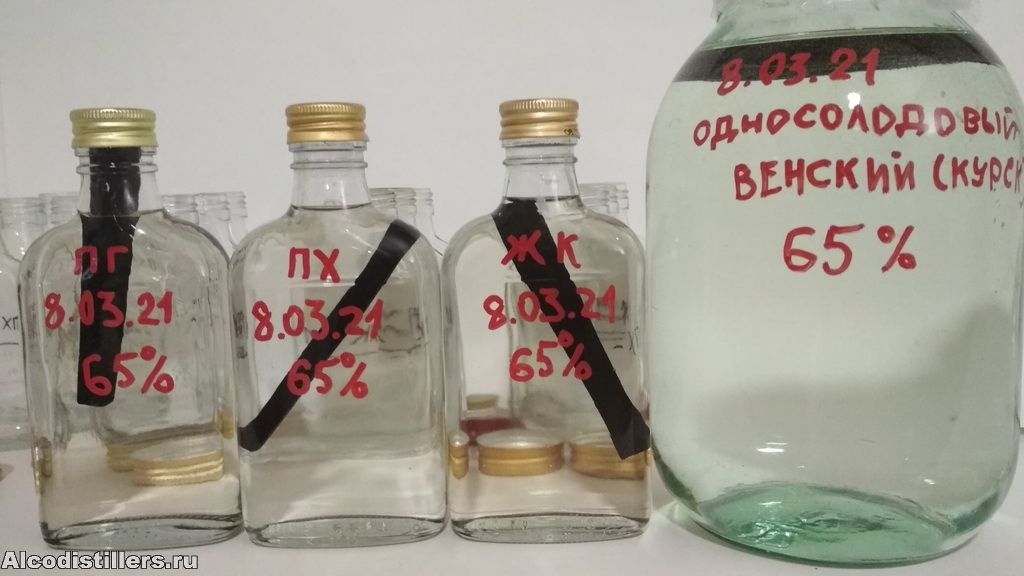 ПГ
8.03.21
65%
ПХ
8.03.21
65%
ЖК
8.03.21
65%
8.03.21
односолодовый
ВЕНСКИЙ (КУРСК
65%
Alcodistillers.ru